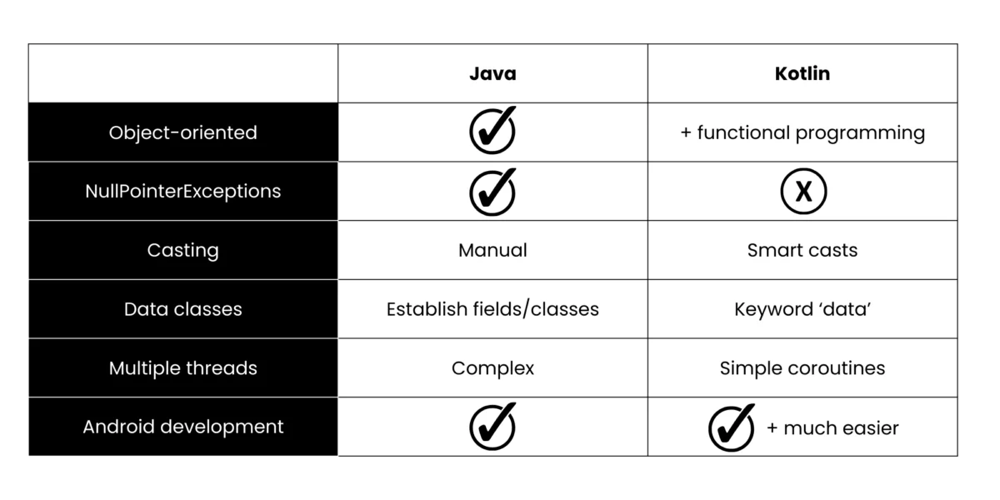 Java Kotlin
Object-oriented + functional programming
NullPointerExceptions X
Casting Manual Smart casts
Data classes Establish fields/classes Keyword ‘data’
Multiple threads Complex Simple coroutines
Android development + much easier